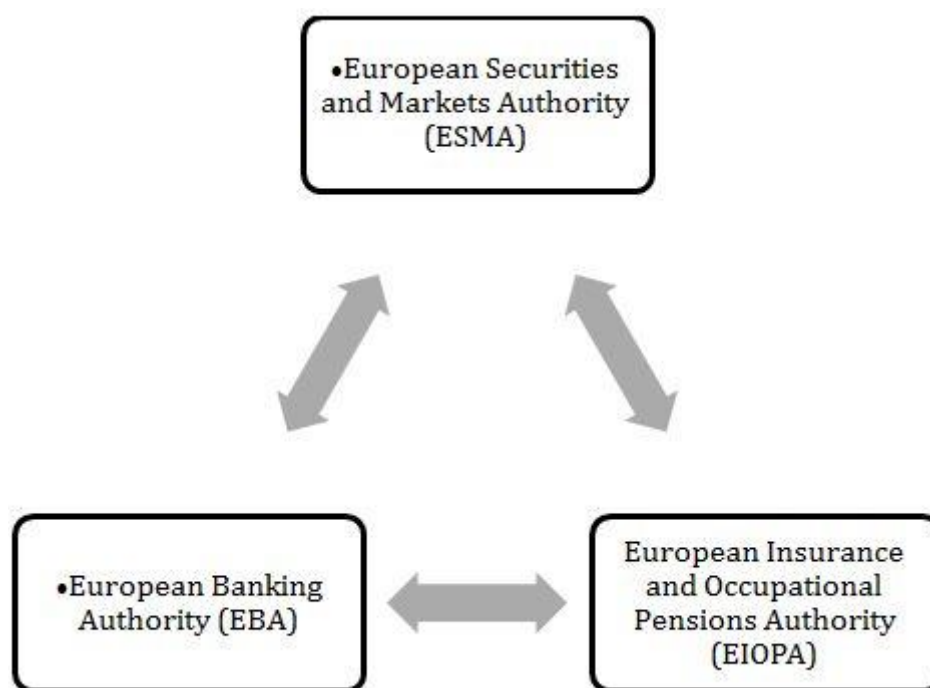 •European Securities
and Markets Authority
(ESMA)
•European Banking
Authority (EBA)
European Insurance
and Occupational
Pensions Authority
(EIOPA)